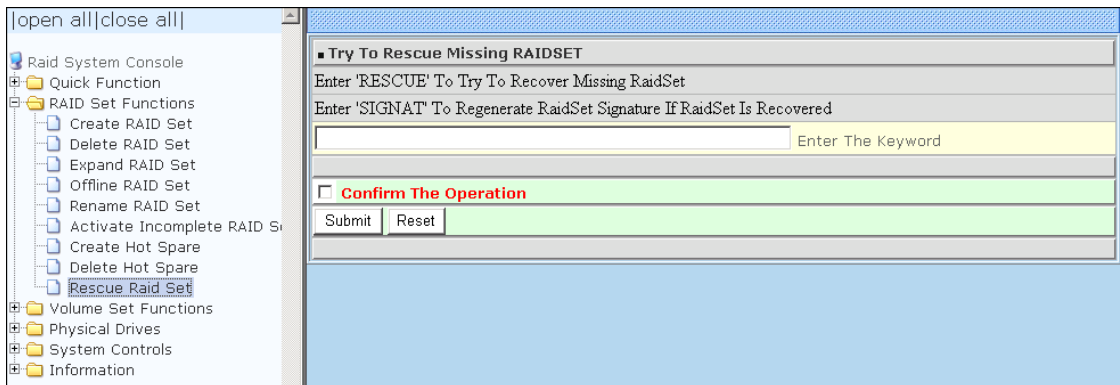 |open all|close all|
Raid System Console
Quick Function
RAID Set Functions
Create RAID Set
Delete RAID Set
Expand RAID Set
Offline RAID Set
Rename RAID Set
Activate Incomplete RAID
Create Hot Spare
Delete Hot Spare
Rescue Raid Set
Volume Set Functions
Physical Drives
System Controls
Information
Try To Rescue Missing RAIDSET
Enter 'RESCUE' To Try To Recover Missing RaidSet
Enter 'SIGNAT' To Regenerate RaidSet Signature If RaidSet Is Recovered
Enter The Keyword
Confirm The Operation
Submit Reset